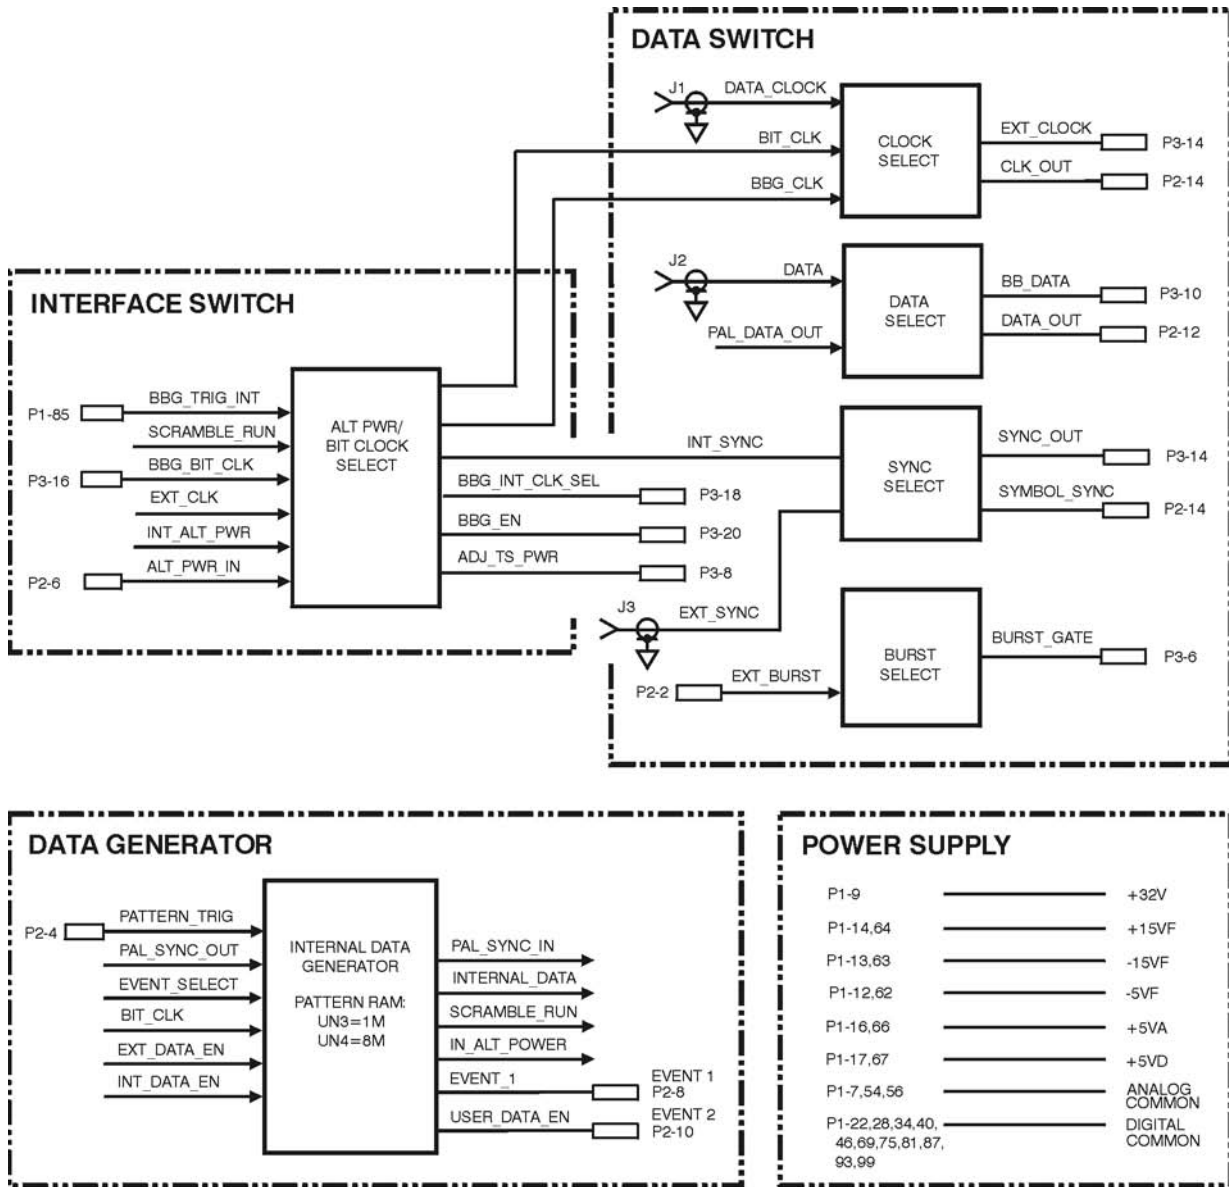 DATA SWITCH
J1
DATA_CLOCK
BIT_CLK
BBG_CLK
CLOCK
SELECT
EXT_CLOCK
P3-14
CLK_OUT
P2-14
J2
DATA
PAL_DATA_OUT
DATA
SELECT
BB_DATA
P3-10
DATA_OUT
P2-12
INT_SYNC
SYNC
SELECT
SYNC_OUT
P3-14
SYMBOL_SYNC
P2-14
J3
EXT_SYNC
P2-2
EXT_BURST
BURST
SELECT
BURST_GATE
P3-6
INTERFACE SWITCH
P1-85
BBG_TRIG_INT
SCRAMBLE_RUN
P3-16
BBG_BIT_CLK
EXT_CLK
INT_ALT_PWR
P2-6
ALT_PWR_IN
ALT PWR/
BIT CLOCK
SELECT
BBG_INT_CLK_SEL
P3-18
BBG_EN
P3-20
ADJ_TS_PWR
P3-8
DATA GENERATOR
P2-4
PATTERN_TRIG
PAL_SYNC_OUT
EVENT_SELECT
BIT_CLK
EXT_DATA_EN
INT_DATA_EN
INTERNAL DATA
GENERATOR
PATTERN RAM:
UN3=1M
UN4=8M
PAL_SYNC_IN
INTERNAL_DATA
SCRAMBLE_RUN
IN_ALT_POWER
EVENT_1
EVENT 1
P2-8
USER_DATA_EN
EVENT 2
P2-10
POWER SUPPLY
P1-9 +32V
P1-14,64 +15VF
P1-13,63 -15VF
P1-12,62 -5VF
P1-16,66 +5VA
P1-17,67 +5VD
P1-7,54,56 ANALOG
COMMON
P1-22,28,34,40, DIGITAL
46,69,75,81,87, COMMON
93,99